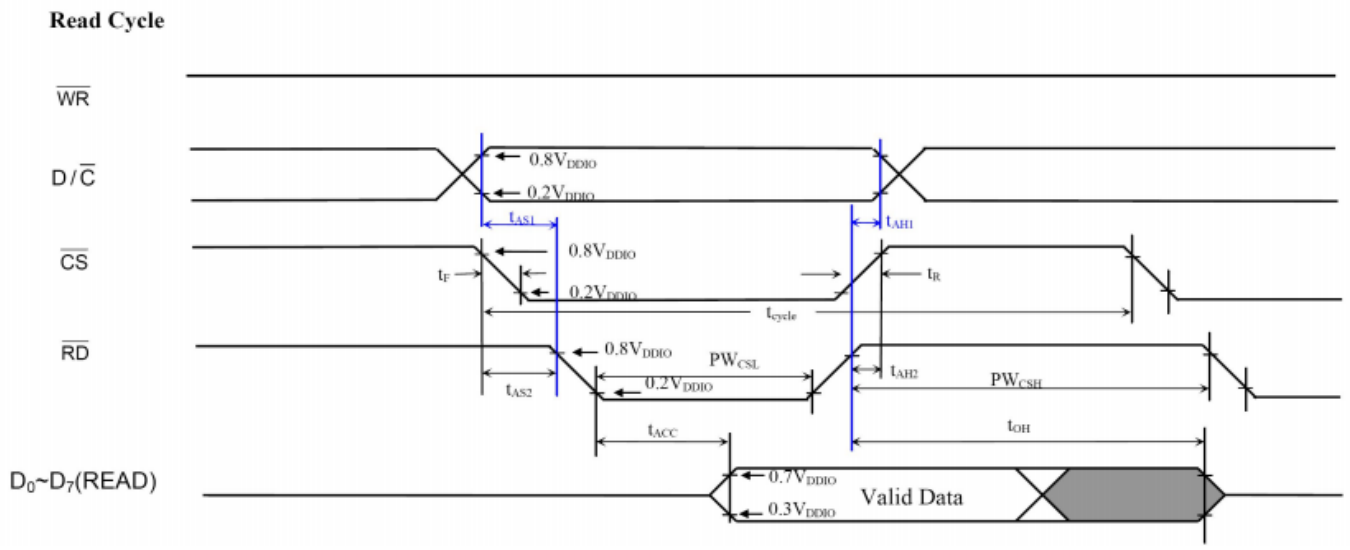 Read Cycle
WR
D/C
0.8VDDIO
0.2VDDIO
tAS1
tAH1
CS
0.8VDDIO
tF
tR
0.2VDDIO
tcycle
RD
0.8VDDIO
PWCSL
tAH2
0.2VDDIO
tAS2
PWCSH
tACC
tOH
D0~D7(READ)
0.7VDDIO
Valid Data
0.3VDDIO